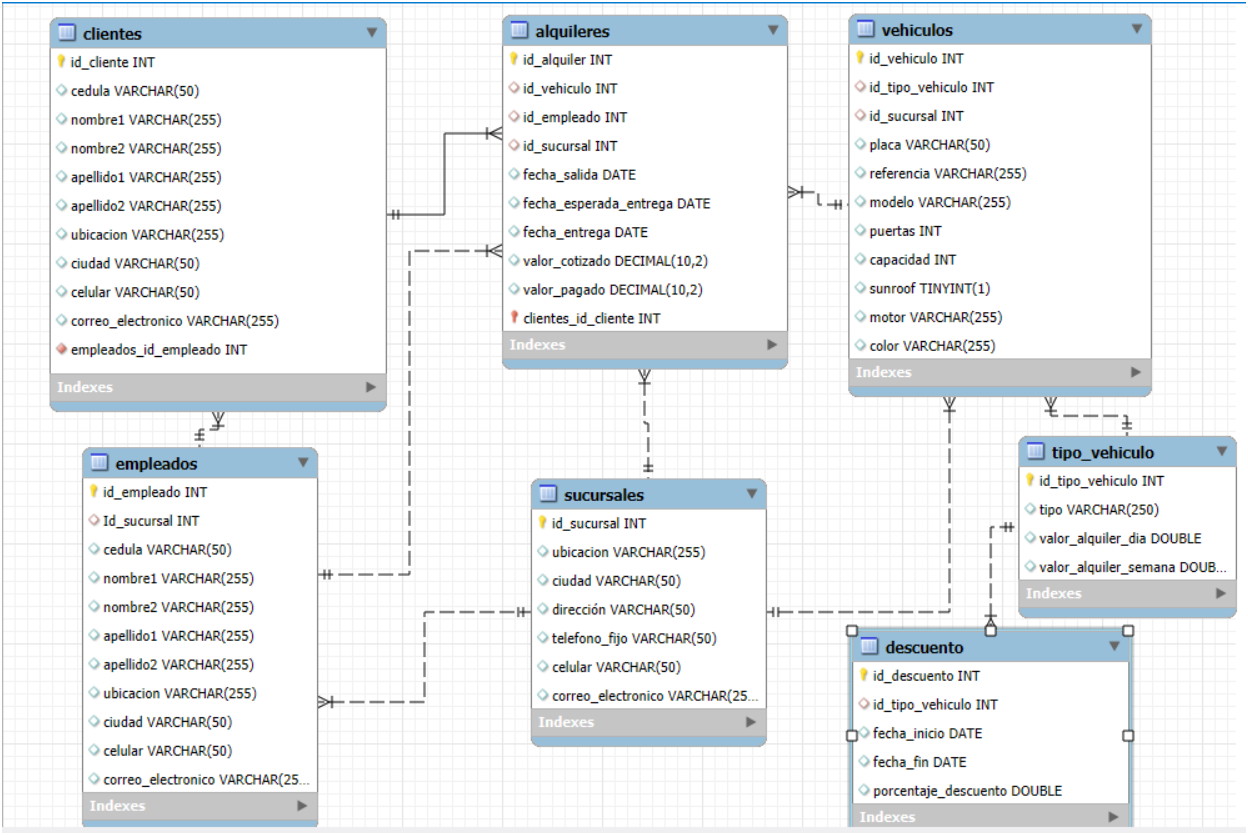 clientes
id_cliente INT
cedula VARCHAR(50)
nombre1 VARCHAR(255)
nombre2 VARCHAR(255)
apellido1 VARCHAR(255)
apellido2 VARCHAR(255)
ubicacion VARCHAR(255)
ciudad VARCHAR(50)
celular VARCHAR(50)
correo_electronico VARCHAR(255)
empleados_id_empleado INT
Indexes
alquileres
id_alquiler INT
id_vehiculo INT
id_empleado INT
id_sucursal INT
fecha_salida DATE
fecha_esperada_entrega DATE
fecha_entrega DATE
valor_cotizado DECIMAL(10,2)
valor_pagado DECIMAL(10,2)
clientes_id_cliente INT
Indexes
vehiculos
id_vehiculo INT
id_tipo_vehiculo INT
id_sucursal INT
placa VARCHAR(50)
referencia VARCHAR(255)
modelo VARCHAR(255)
puertas INT
capacidad INT
sunroof TINYINT(1)
motor VARCHAR(255)
color VARCHAR(255)
Indexes
empleados
id_empleado INT
Id_sucursal INT
cedula VARCHAR(50)
nombre1 VARCHAR(255)
nombre2 VARCHAR(255)
apellido1 VARCHAR(255)
apellido2 VARCHAR(255)
ubicacion VARCHAR(255)
ciudad VARCHAR(50)
celular VARCHAR(50)
correo_electronico VARCHAR(25...
Indexes
sucursales
id_sucursal INT
ubicacion VARCHAR(255)
ciudad VARCHAR(50)
dirección VARCHAR(50)
telefono_fijo VARCHAR(50)
celular VARCHAR(50)
correo_electronico VARCHAR(25...
Indexes
tipo_vehiculo
id_tipo_vehiculo INT
tipo VARCHAR(250)
valor_alquiler_dia DOUBLE
valor_alquiler_semana DOUB...
Indexes
descuento
id_descuento INT
id_tipo_vehiculo INT
fecha_inicio DATE
fecha_fin DATE
porcentaje_descuento DOUBLE
Indexes